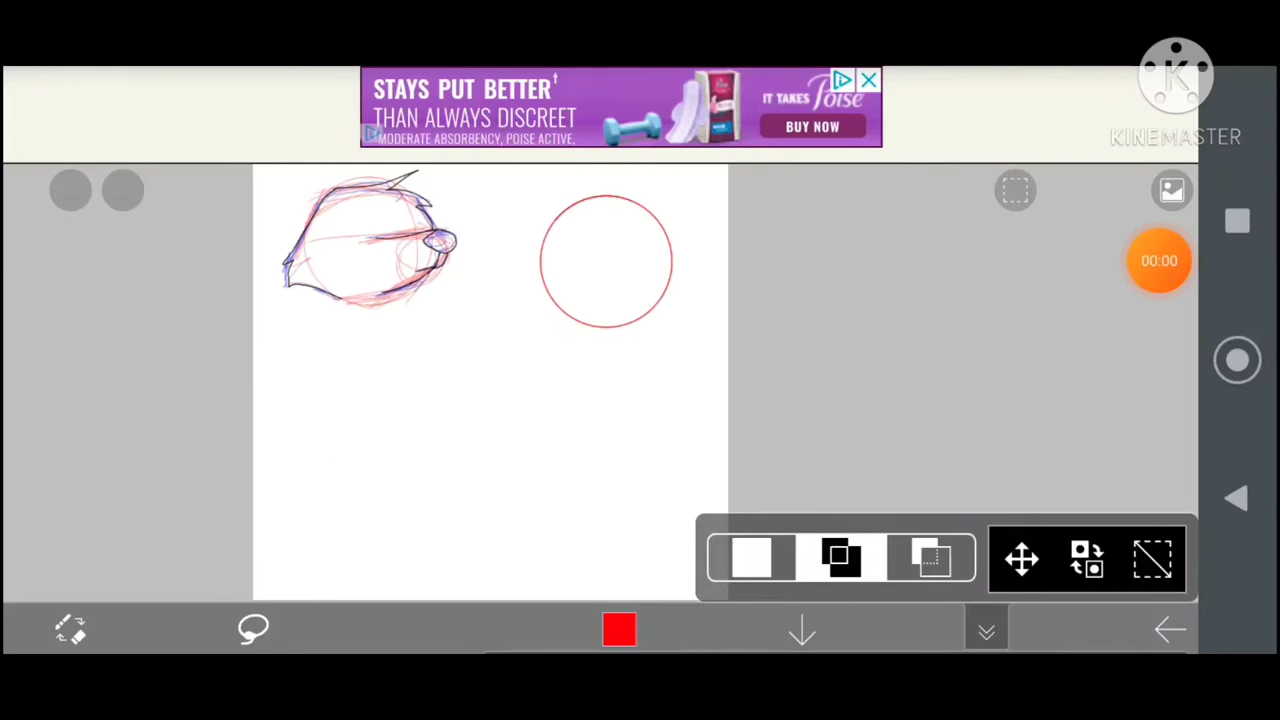 STAYS PUT BETTER†
THAN ALWAYS DISCREET
MODERATE ABSORBENCY, POISE ACTIVE.
IT TAKES Poise
BUY NOW
K
KINEMASTER
00:00